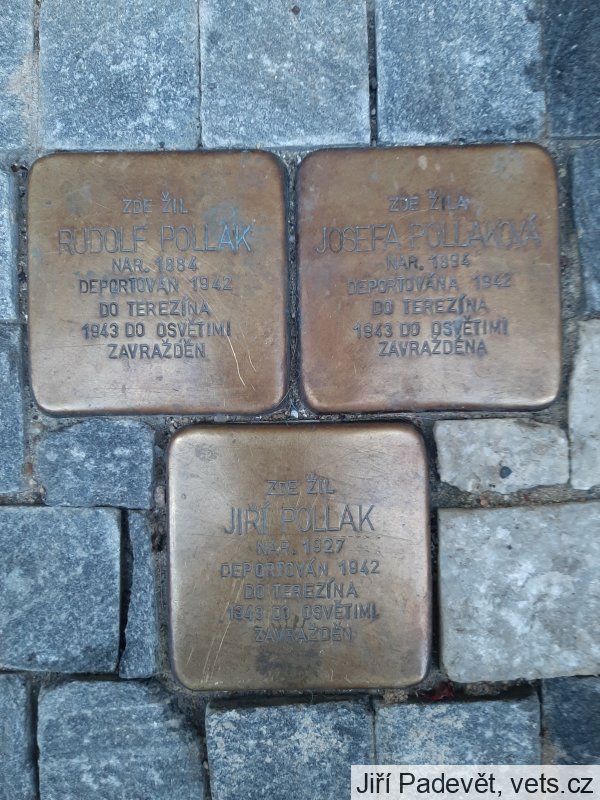 ZDE ŽIL
RUDOLF POLLAK
NAR. 1884
DEPORTOVÁN 1942
DO TEREZÍNA
1943 DO OSVĚTIMI
ZAVRAŽDĚN
ZDE ŽILA
JOSEFA POLLAKOVÁ
NAR. 1894
DEPORTOVÁNA 1942
DO TEREZÍNA
1943 DO OSVĚTIMI
ZAVRAŽDĚNA
ZDE ŽIL
JIŘÍ POLLAK
NAR. 1927
DEPORTOVÁN 1942
DO TEREZÍNA
1943 DO OSVĚTIMI
ZAVRAŽDĚN
Jiří Padevět, vets.cz